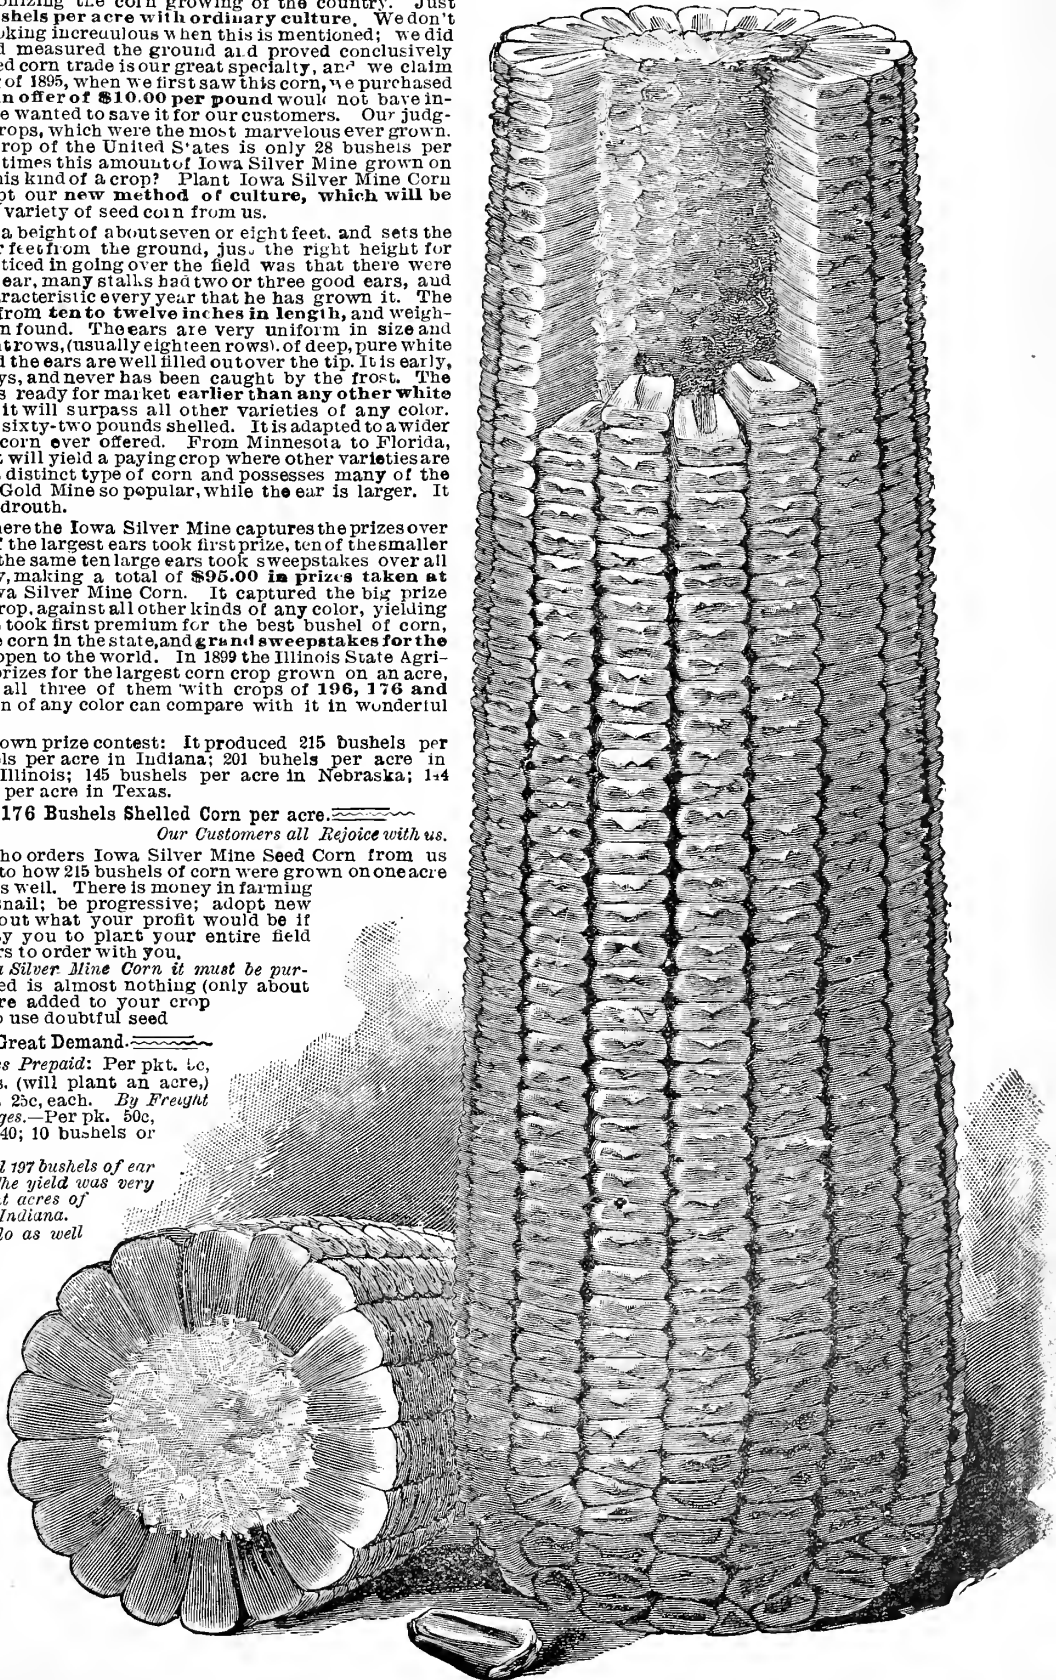 onizing the corn growing of the country. Just
shels per acre with ordinary culture. We don't
oking increaulous when this is mentioned; we did
d measured the ground and proved conclusively
ed corn trade is our great specialty, and we claim
of 1895, when we first saw this corn, we purchased
n offer of $10.00 per pound would not have in-
e wanted to save it for our customers. Our judg-
rops, which were the most marvelous ever grown.
rop of the United States is only 28 bushels per
times this amount of Iowa Silver Mine grown on
his kind of a crop? Plant Iowa Silver Mine Corn
pt our new method of culture, which will be
variety of seed corn from us.
a height of about seven or eight feet, and sets the
r feet from the ground, just the right height for
ticed in going over the field was that there were
ear, many stalks had two or three good ears, and
racteristic every year that he has grown it. The
from ten to twelve inches in length, and weigh-
n found. The ears are very uniform in size and
t rows, (usually eighteen rows), of deep, pure white
d the ears are well filled out over the tip. It is early,
ys, and never has been caught by the frost. The
s ready for market earlier than any other white
it will surpass all other varieties of any color.
sixty-two pounds shelled. It is adapted to a wider
corn ever offered. From Minnesota to Florida,
t will yield a paying crop where other varieties are
distinct type of corn and possesses many of the
Gold Mine so popular, while the ear is larger. It
drouth.
here the Iowa Silver Mine captures the prizes over
f the largest ears took first prize, ten of the smaller
the same ten large ears took sweepstakes over all
y, making a total of $95.00 in prizes taken at
va Silver Mine Corn. It captured the big prize
rop, against all other kinds of any color, yielding
took first premium for the best bushel of corn,
e corn in the state, and grand sweepstakes for the
open to the world. In 1899 the Illinois State Agri-
prizes for the largest corn crop grown on an acre,
all three of them with crops of 196, 176 and
n of any color can compare with it in wonderful
own prize contest: It produced 215 bushels per
ls per acre in Indiana; 201 buhels per acre in
Illinois; 145 bushels per acre in Nebraska;
per acre in Texas.
176 Bushels Shelled Corn per acre.
Our Customers all Rejoice with us.
ho orders Iowa Silver Mine Seed Corn from us
to how 215 bushels of corn were grown on one acre
s well. There is money in farming
nail; be progressive; adopt new
out what your profit would be if
ay you to plant your entire field
rs to order with you.
a Silver Mine Corn it must be pur-
ed is almost nothing (only about
re added to your crop
o use doubtful seed
Great Demand.
s Prepaid: Per pkt.
s. (will plant an acre,)
25c, each. By Freight
ges.—Per pk. 50c,
40; 10 bushels or
l 197 bushels of ear
The yield was very
t acres of
Indiana.
lo as well